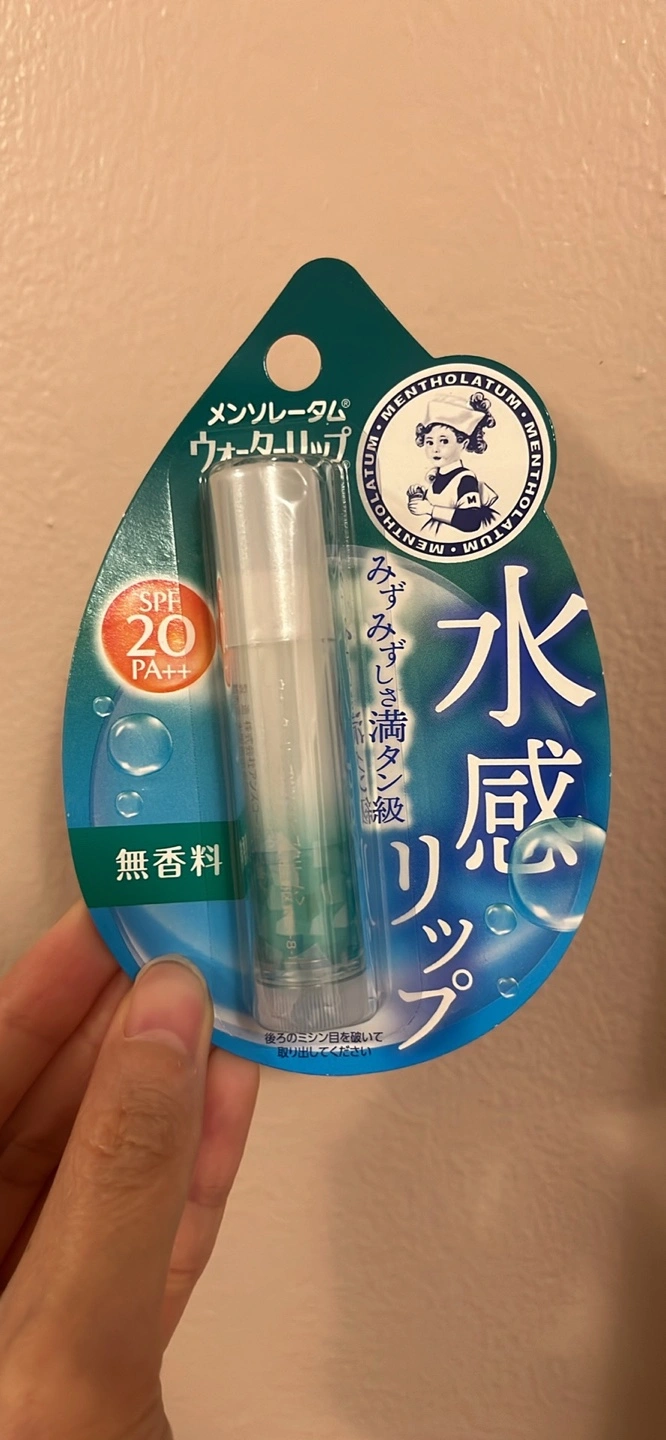 メンソレータム®
ウォーターリップ
MENTHOLATUM • MENTHOLATUM • MENTHOLATUM •
M
水感
リップ
みずみずしさ満タン級
SPF
20
PA++
無香料
後ろのミシン目を破いて
取り出してください